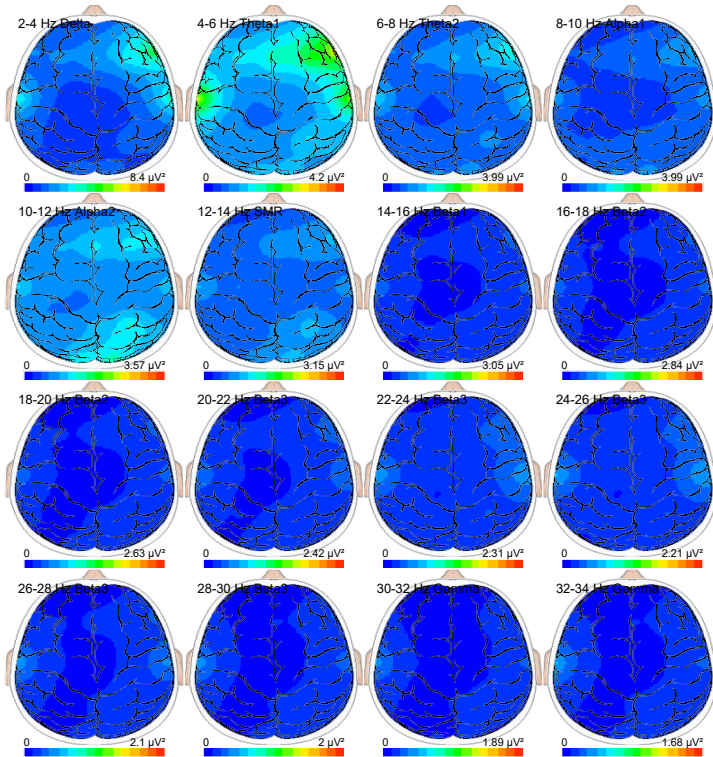 2-4 Hz Delta 4-6 Hz Theta1 6-8 Hz Theta2 8-10 Hz Alpha1
0 8.4 µV² 0 4.2 µV² 0 3.99 µV² 0 3.99 µV²
10-12 Hz Alpha2 12-14 Hz SMR 14-16 Hz Beta1 16-18 Hz Beta2
0 3.57 µV² 0 3.15 µV² 0 3.05 µV² 0 2.84 µV²
18-20 Hz Beta2 20-22 Hz Beta3 22-24 Hz Beta3 24-26 Hz Beta3
0 2.63 µV² 0 2.42 µV² 0 2.31 µV² 0 2.21 µV²
26-28 Hz Beta3 28-30 Hz Beta3 30-32 Hz Gamma 32-34 Hz Gamma
0 2.1 µV² 0 2 µV² 0 1.89 µV² 0 1.68 µV²